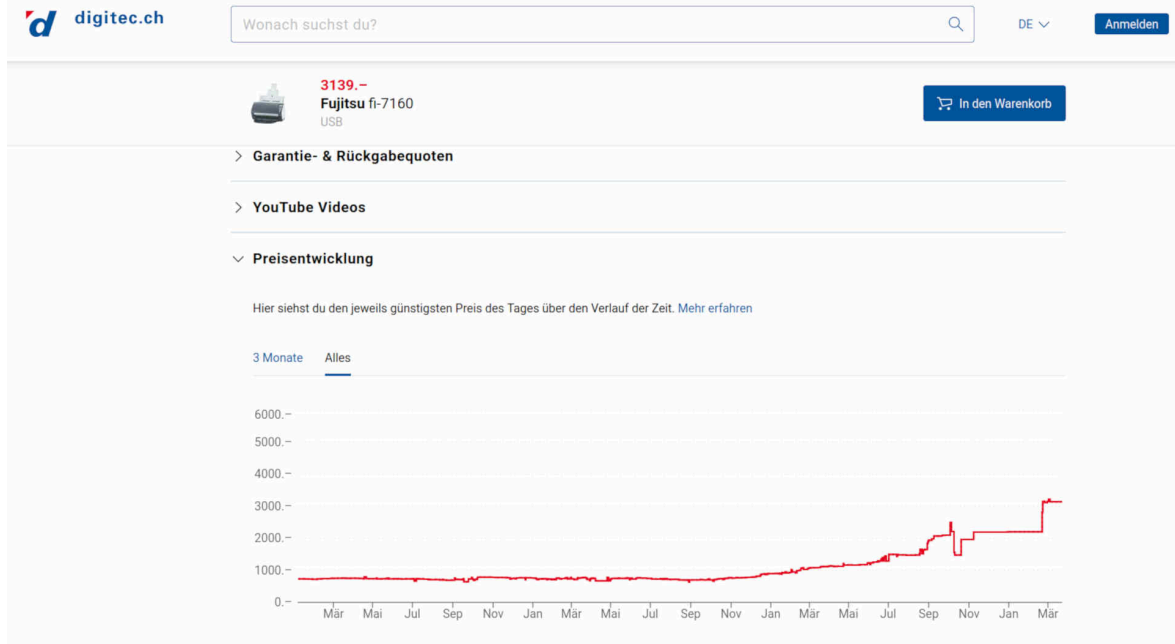 digitec.ch
Wonach suchst du?
DE
Anmelden
3139.–
Fujitsu fi-7160
USB
In den Warenkorb
Garantie- & Rückgabequoten
YouTube Videos
Preisentwicklung
Hier siehst du den jeweils günstigsten Preis des Tages über den Verlauf der Zeit. Mehr erfahren
3 Monate Alles
6000.–
5000.–
4000.–
3000.–
2000.–
1000.–
0.–
Mär Mai Jul Sep Nov Jan Mär Mai Jul Sep Nov Jan Mär Mai Jul Sep Nov Jan Mär